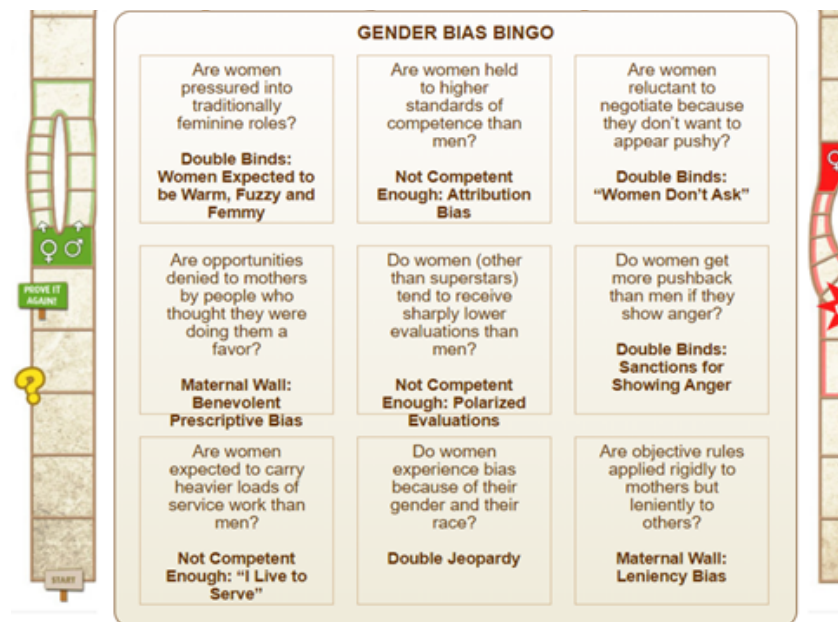 GENDER BIAS BINGO
Are women
pressured into
traditionally
feminine roles?
Double Binds:
Women Expected to
be Warm, Fuzzy and
Femmy
Are women held
to higher
standards of
competence than
men?
Not Competent
Enough: Attribution
Bias
Are women
reluctant to
negotiate because
they don't want to
appear pushy?
Double Binds:
“Women Don't Ask”
PROVE IT
AGAIN!
Are opportunities
denied to mothers
by people who
thought they were
doing them a
favor?
Maternal Wall:
Benevolent
Prescriptive Bias
Do women (other
than superstars)
tend to receive
sharply lower
evaluations than
men?
Not Competent
Enough: Polarized
Evaluations
Do women get
more pushback
than men if they
show anger?
Double Binds:
Sanctions for
Showing Anger
?
Are women
expected to carry
heavier loads of
service work than
men?
Not Competent
Enough: “I Live to
Serve”
Do women
experience bias
because of their
gender and their
race?
Double Jeopardy
Are objective rules
applied rigidly to
mothers but
leniently to
others?
Maternal Wall:
Leniency Bias
START